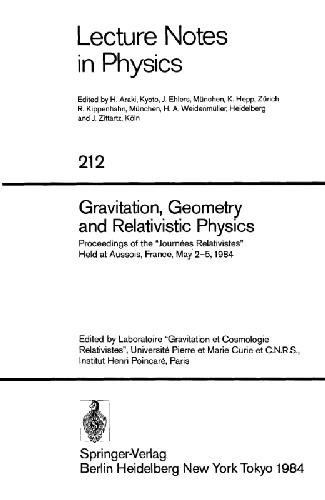 Lecture Notes
in Physics
Edited by H. Araki, Kyoto, J. Ehlers, München, K. Hepp, Zürich
R. Kippenhahn, München, H. A. Weidenmüller, Heidelberg
and J. Zittartz, Köln
212
Gravitation, Geometry
and Relativistic Physics
Proceedings of the "Journées Relativistes"
Held at Aussois, France, May 2–5, 1984
Edited by Laboratoire "Gravitation et Cosmologie
Relativistes", Université Pierre et Marie Curie et C.N.R.S.,
Institut Henri Poincaré, Paris
Springer-Verlag
Berlin Heidelberg New York Tokyo 1984